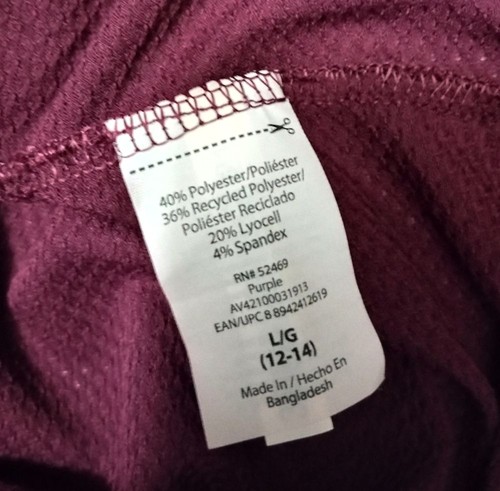 40% Polyester/Poliéster
36% Recycled Polyester/
Poliéster Reciclado
20% Lyocell
4% Spandex
RN# 52469
Purple
AV42100031913
EAN/UPC 8 8942412619
L/G
(12-14)
Made in / Hecho En
Bangladesh